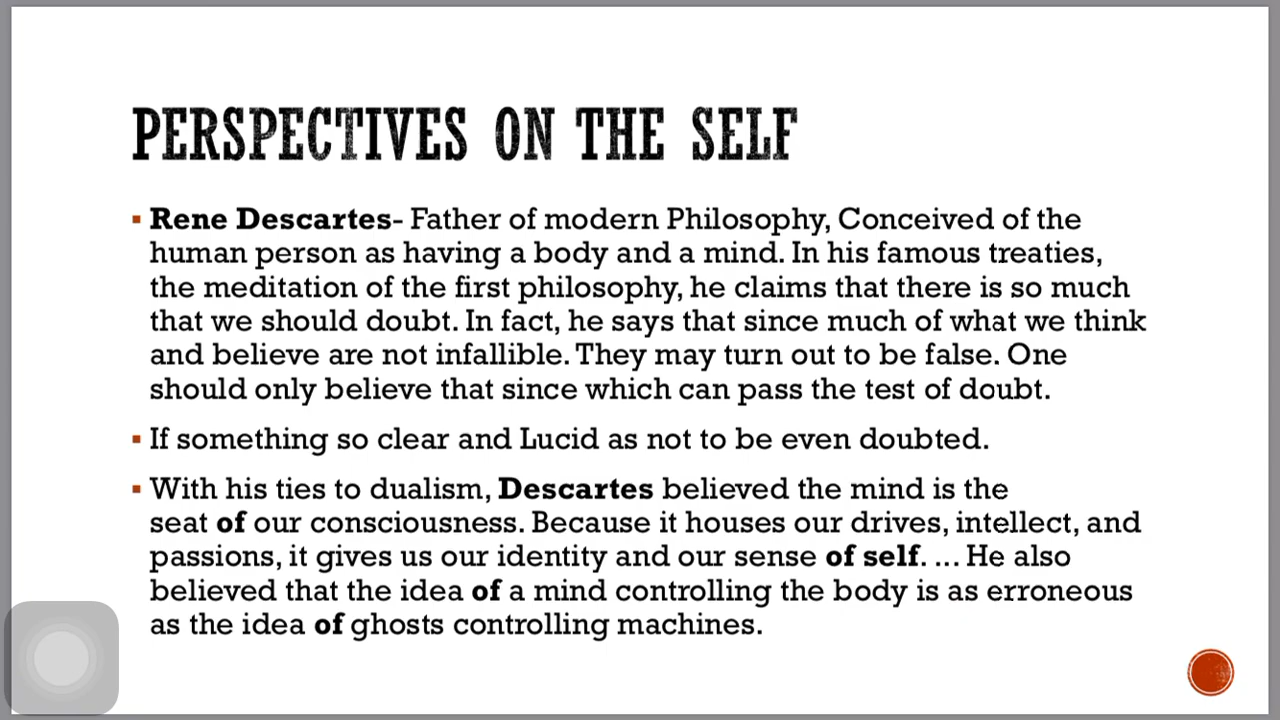 PERSPECTIVES ON THE SELF
Rene Descartes- Father of modern Philosophy, Conceived of the
human person as having a body and a mind. In his famous treaties,
the meditation of the first philosophy, he claims that there is so much
that we should doubt. In fact, he says that since much of what we think
and believe are not infallible. They may turn out to be false. One
should only believe that since which can pass the test of doubt.
If something so clear and Lucid as not to be even doubted.
With his ties to dualism, Descartes believed the mind is the
seat of our consciousness. Because it houses our drives, intellect, and
passions, it gives us our identity and our sense of self. ... He also
believed that the idea of a mind controlling the body is as erroneous
as the idea of ghosts controlling machines.